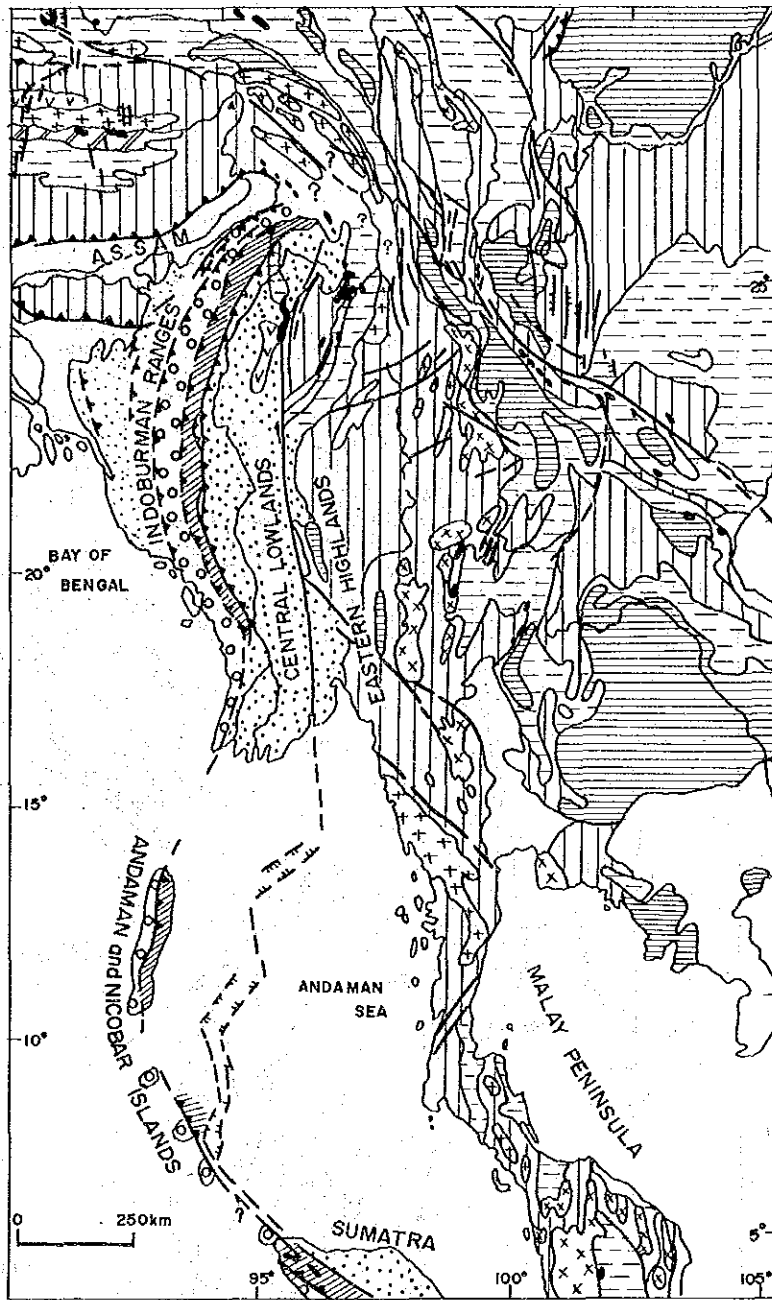 ASSAM
25°
INDOBURMAN RANGES
CENTRAL LOWLANDS
EASTERN HIGHLANDS
BAY OF
BENGAL
20°
15°
ANDAMAN and NICOBAR
ISLANDS
ANDAMAN
SEA
MALAY PENINSULA
10°
0 250km
SUMATRA
5°
95° 100° 105°
?
?
?
?
?